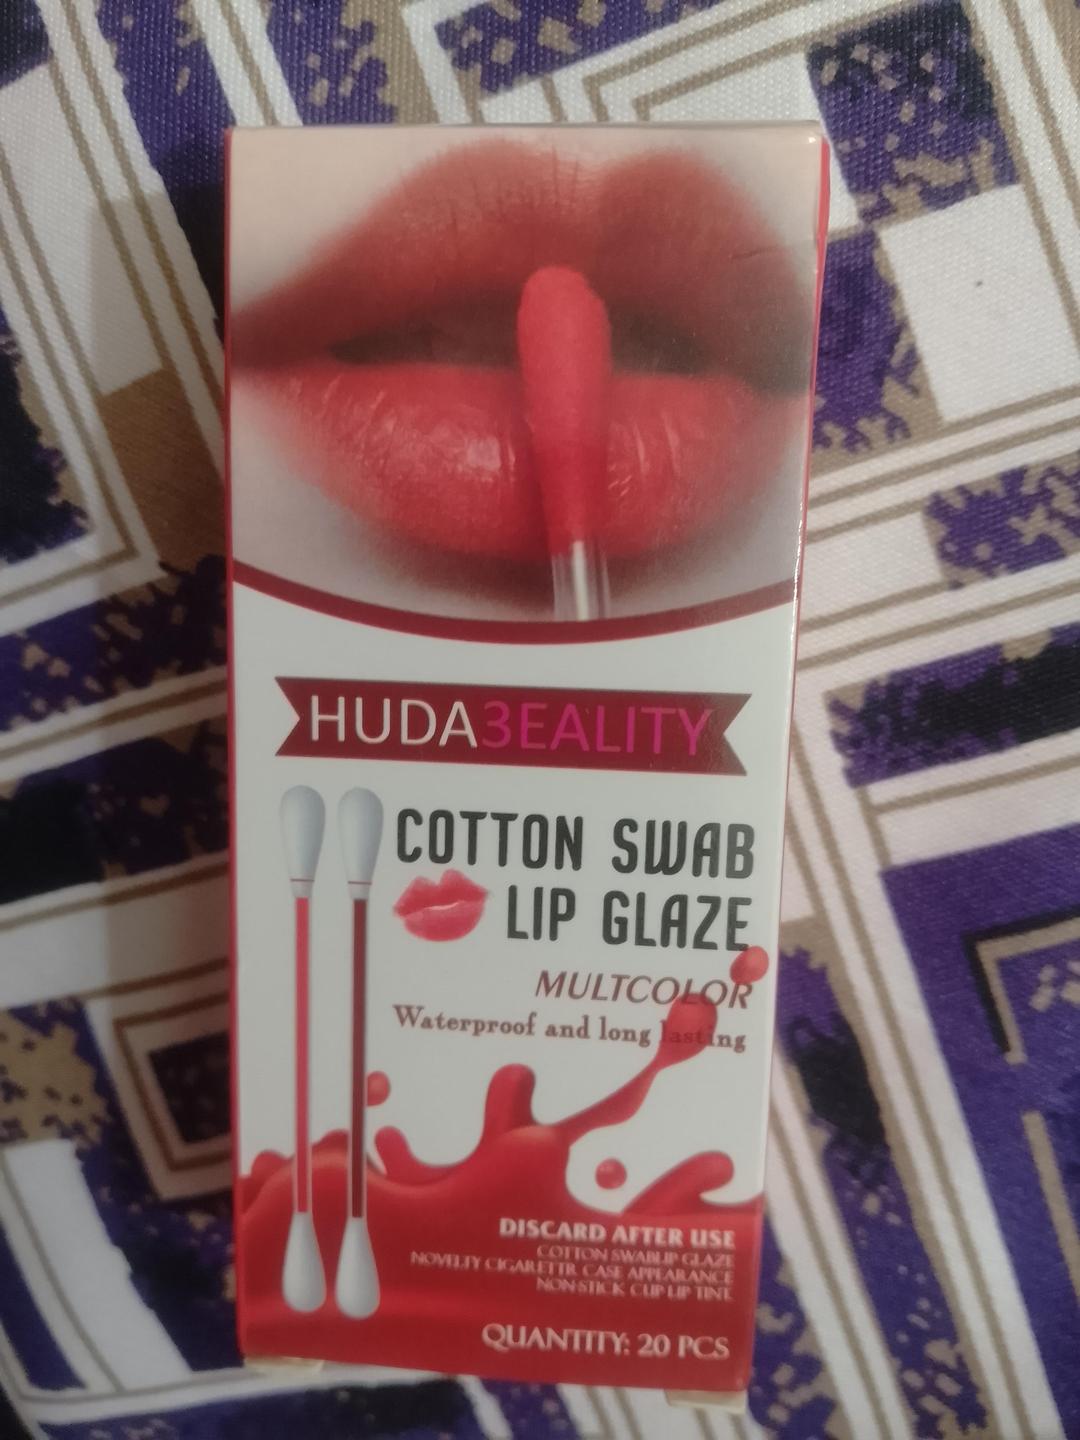 HUDA3EALITY
COTTON SWAB
LIP GLAZE
MULTCOLOR
Waterproof and long lasting
DISCARD AFTER USE
COTTON SWABLIP GLAZE
NOVELTY CIGARETTR CASE APPEARANCE
NON-STICK CUP LIP TINT
QUANTITY: 20 PCS